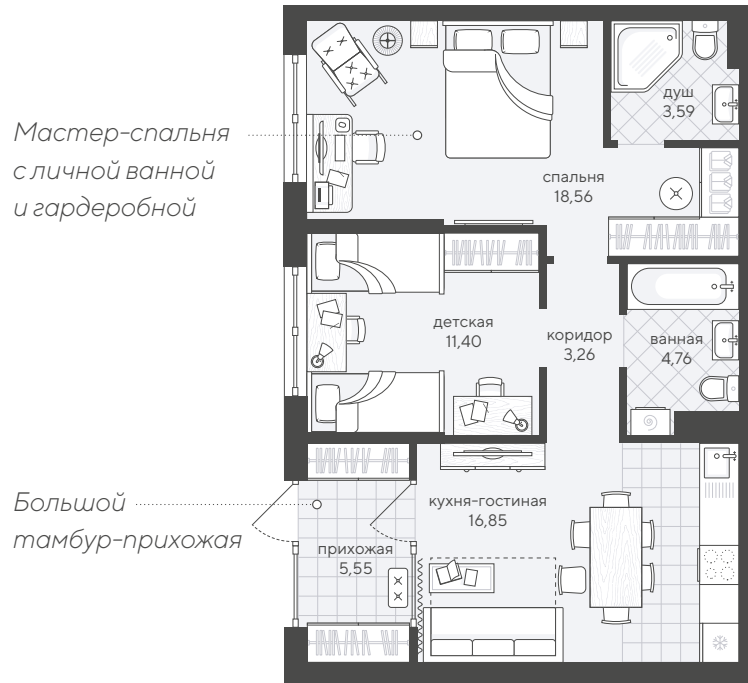 душ
3,59
Мастер-спальня
с личной ванной
и гардеробной
спальня
18,56
детская
11,40
коридор
3,26
ванная
4,76
Большой
тамбур-прихожая
кухня-гостиная
16,85
прихожая
5,55